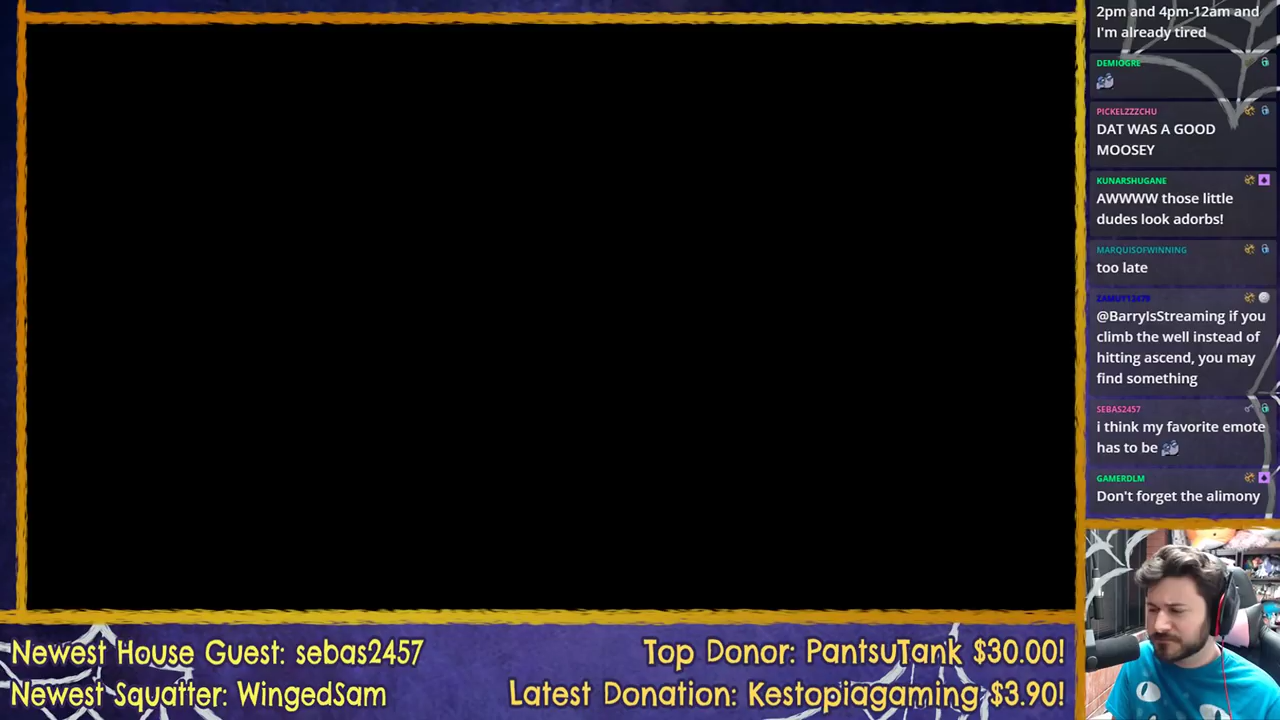 2pm and 4pm-12am and
I'm already tired
DEMIOGRE
PICKELZZZCHU
DAT WAS A GOOD
MOOSEY
KUNARSHUGANE
AWWWW those little
dudes look adorbs!
MARQUISOFWINNING
too late
@BarryIsStreaming if you
climb the well instead of
hitting ascend, you may
find something
SEBAS2457
i think my favorite emote
has to be
GAMERDLM
Don't forget the alimony
Newest House Guest: sebas2457
Top Donor: PantsuTank $30.00!
Newest Squatter: WingedSam
Latest Donation: Kestopiagaming $3.90!